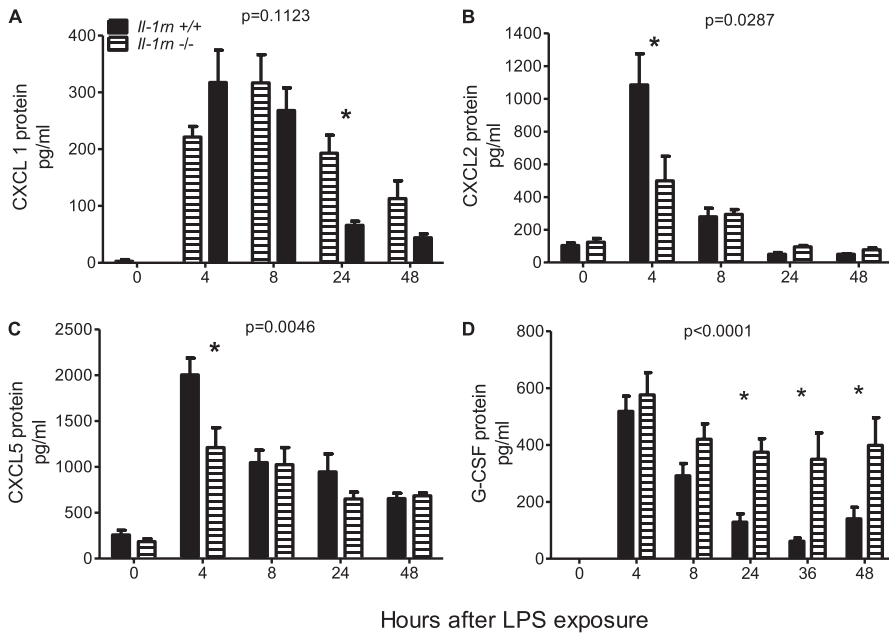 A
p=0.1123
Il-1rn +/+
Il-1rn -/-
CXCL 1 protein
pg/ml
400
300
200
100
0
0 4 8 24 48
*
B
p=0.0287
CXCL2 protein
pg/ml
1400
1200
1000
800
600
400
200
0
0 4 8 24 48
*
C
p=0.0046
CXCL5 protein
pg/ml
2500
2000
1500
1000
500
0
0 4 8 24 48
*
D
p<0.0001
G-CSF protein
pg/ml
800
600
400
200
0
0 4 8 24 36 48
* * *
Hours after LPS exposure